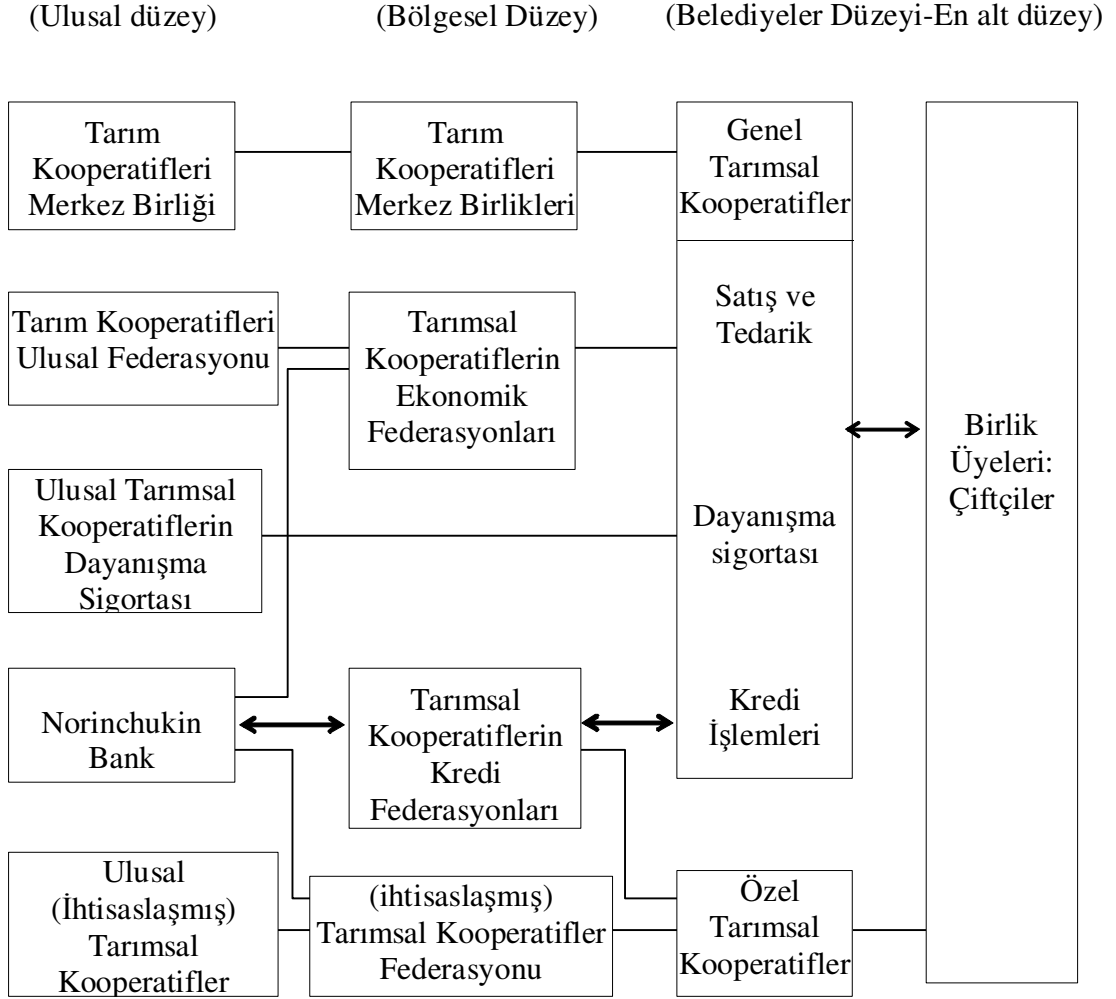 (Ulusal düzey)
(Bölgesel Düzey)
(Belediyeler Düzeyi-En alt düzey)
Tarım
Kooperatifleri
Merkez Birliği
Tarım
Kooperatifleri
Merkez Birlikleri
Genel
Tarımsal
Kooperatifler
Tarım Kooperatifleri
Ulusal Federasyonu
Tarımsal
Kooperatiflerin
Ekonomik
Federasyonları
Satış ve
Tedarik
Birlik
Üyeleri:
Çiftçiler
Ulusal Tarımsal
Kooperatiflerin
Dayanışma
Sigortası
Dayanışma
sigortası
Norinchukin
Bank
Tarımsal
Kooperatiflerin
Kredi
Federasyonları
Kredi
İşlemleri
Ulusal
(İhtisaslaşmış)
Tarımsal
Kooperatifler
(ihtisaslaşmış)
Tarımsal Kooperatifler
Federasyonu
Özel
Tarımsal
Kooperatifler